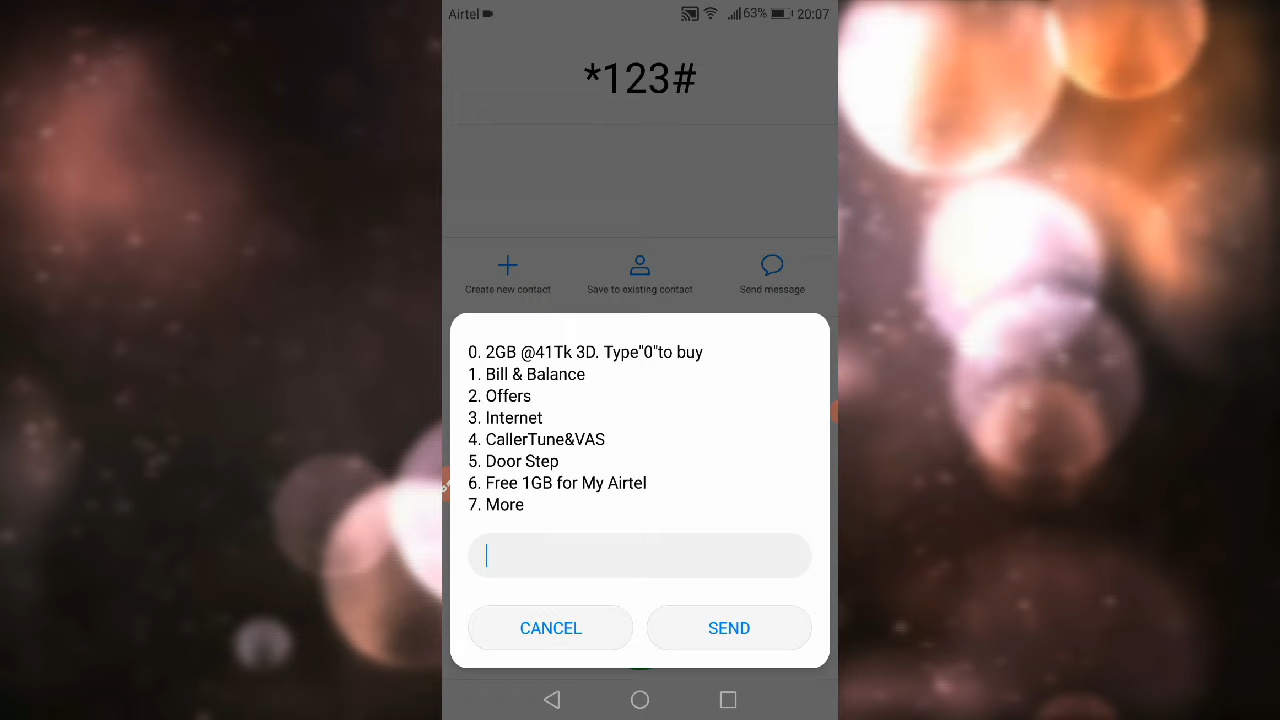 Airtel 63% 20:07
*123#
Create new contact Save to existing contact Send message
0. 2GB @41Tk 3D. Type"0"to buy
1. Bill & Balance
2. Offers
3. Internet
4. CallerTune&VAS
5. Door Step
6. Free 1GB for My Airtel
7. More
CANCEL SEND